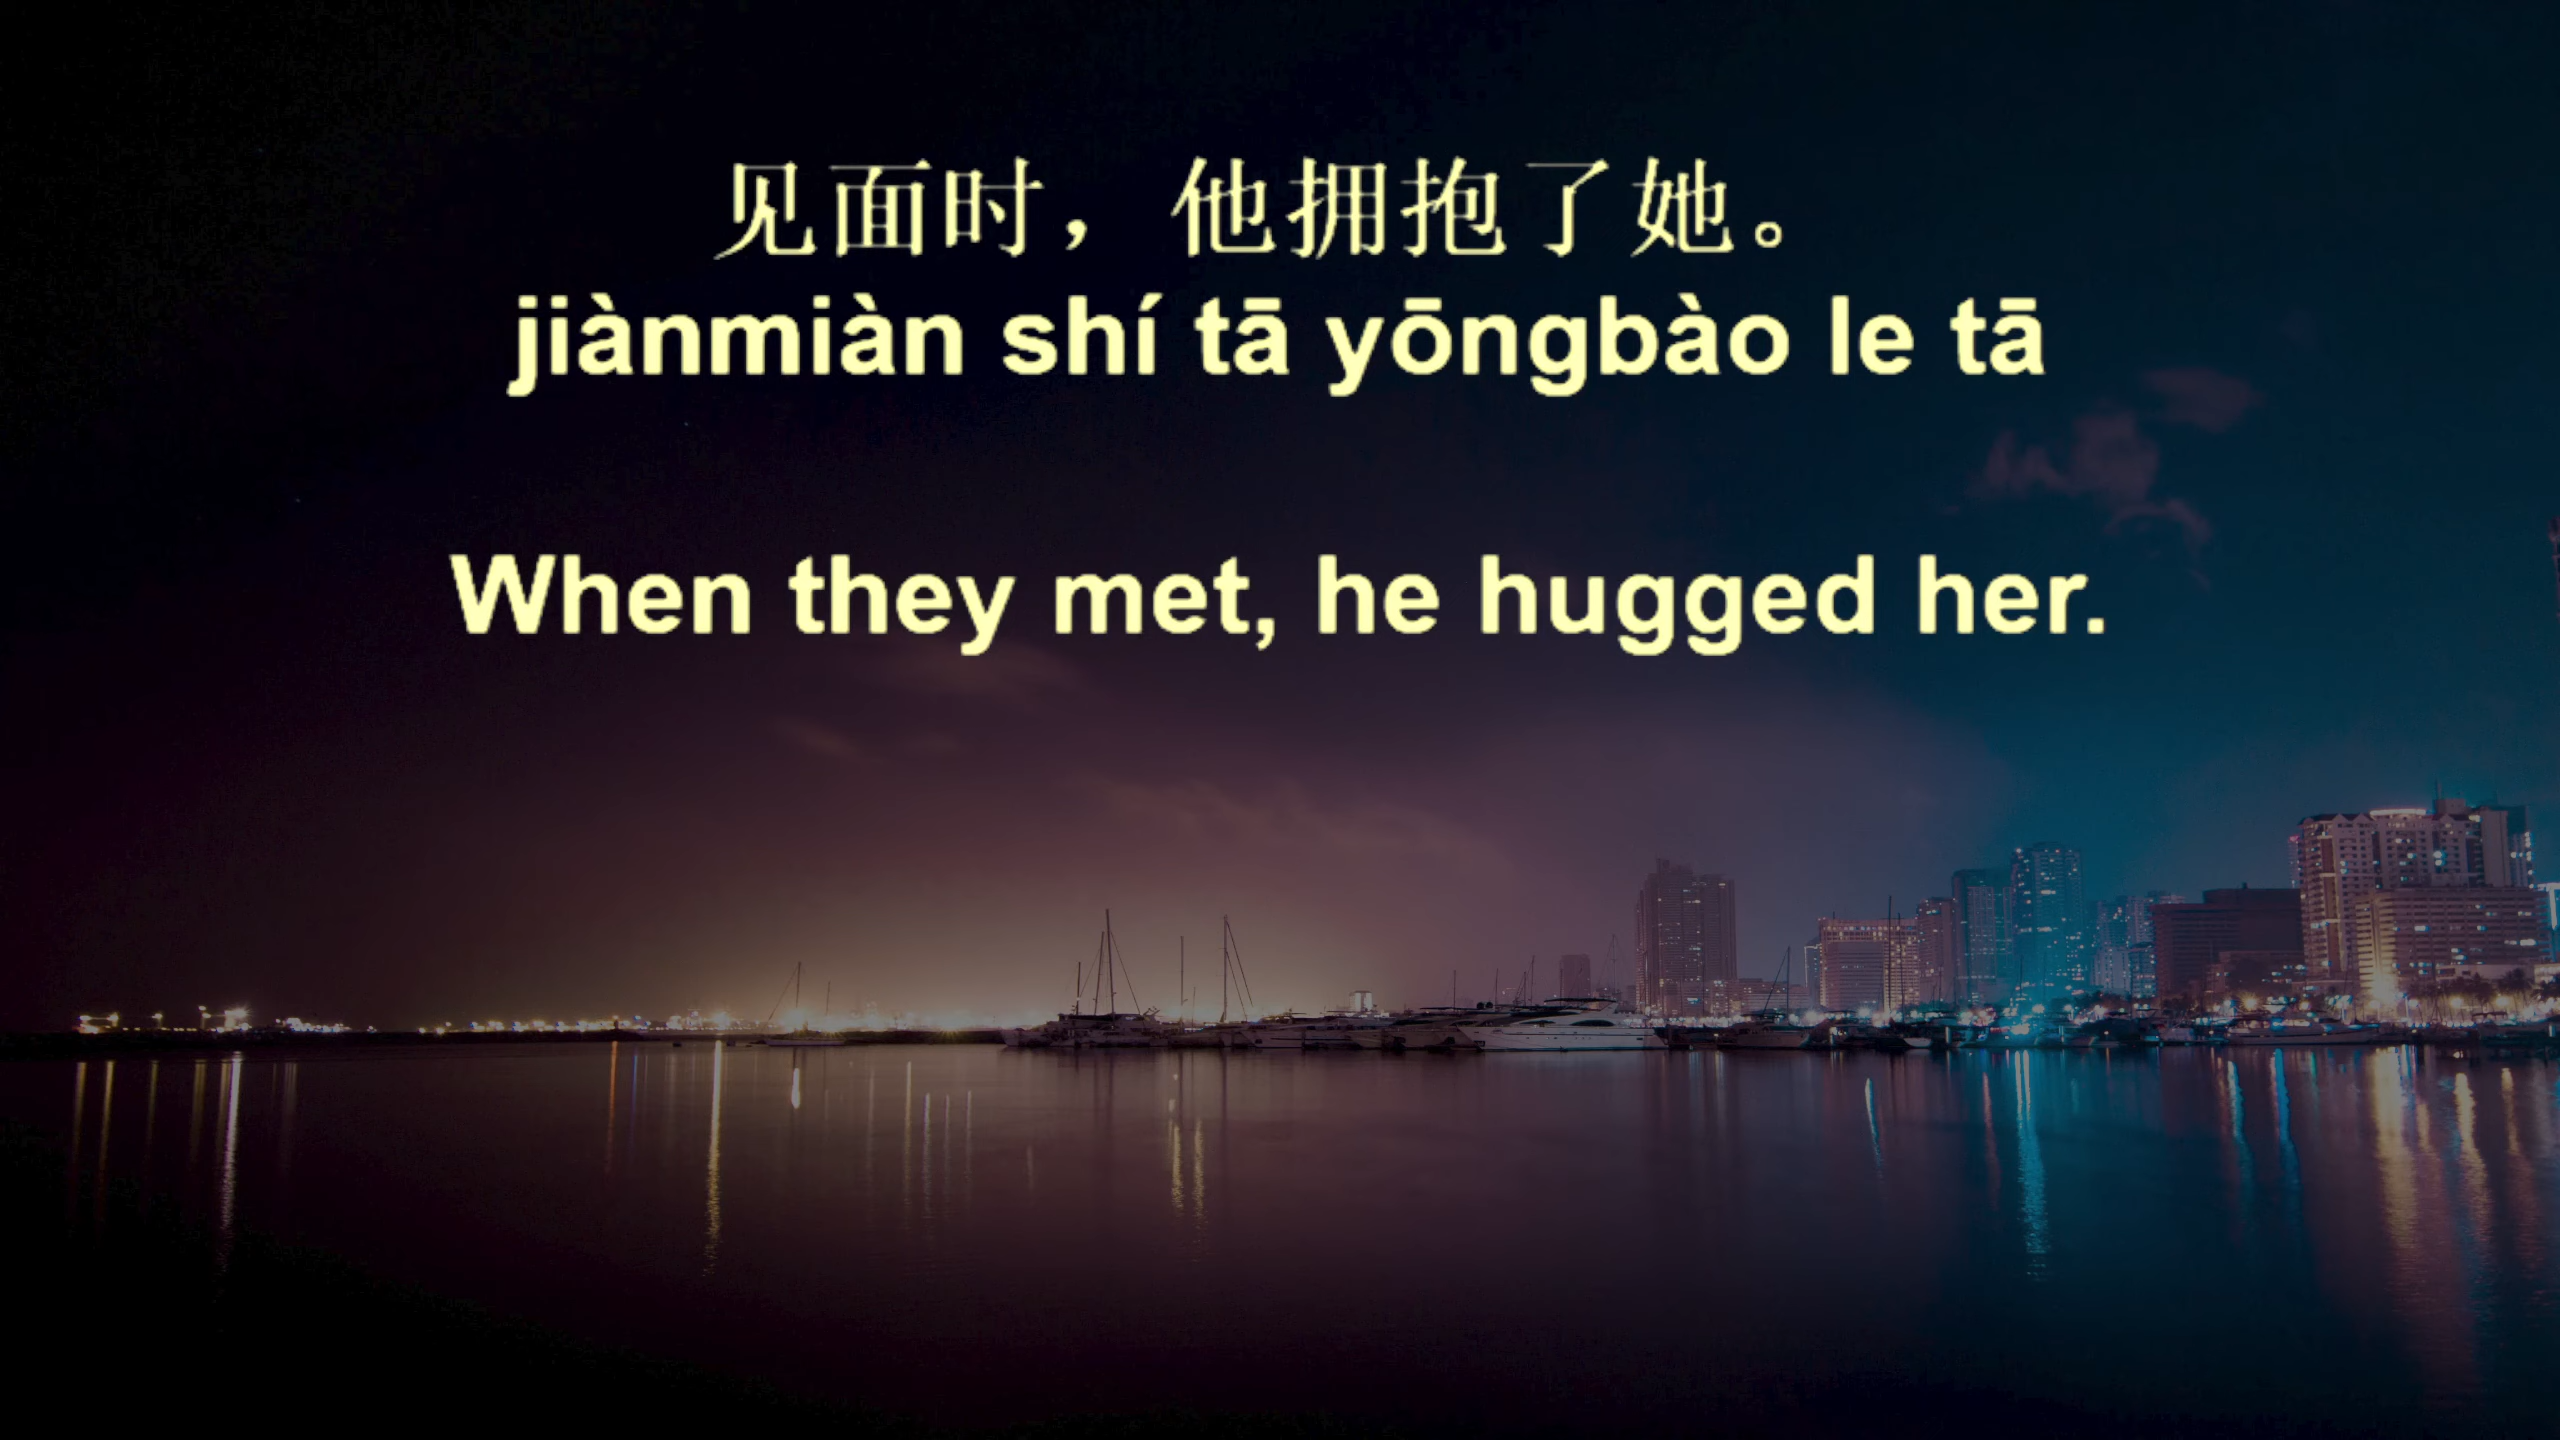 见面时，他拥抱了她。
jiànmiàn shí tā yōngbào le tā
When they met, he hugged her.